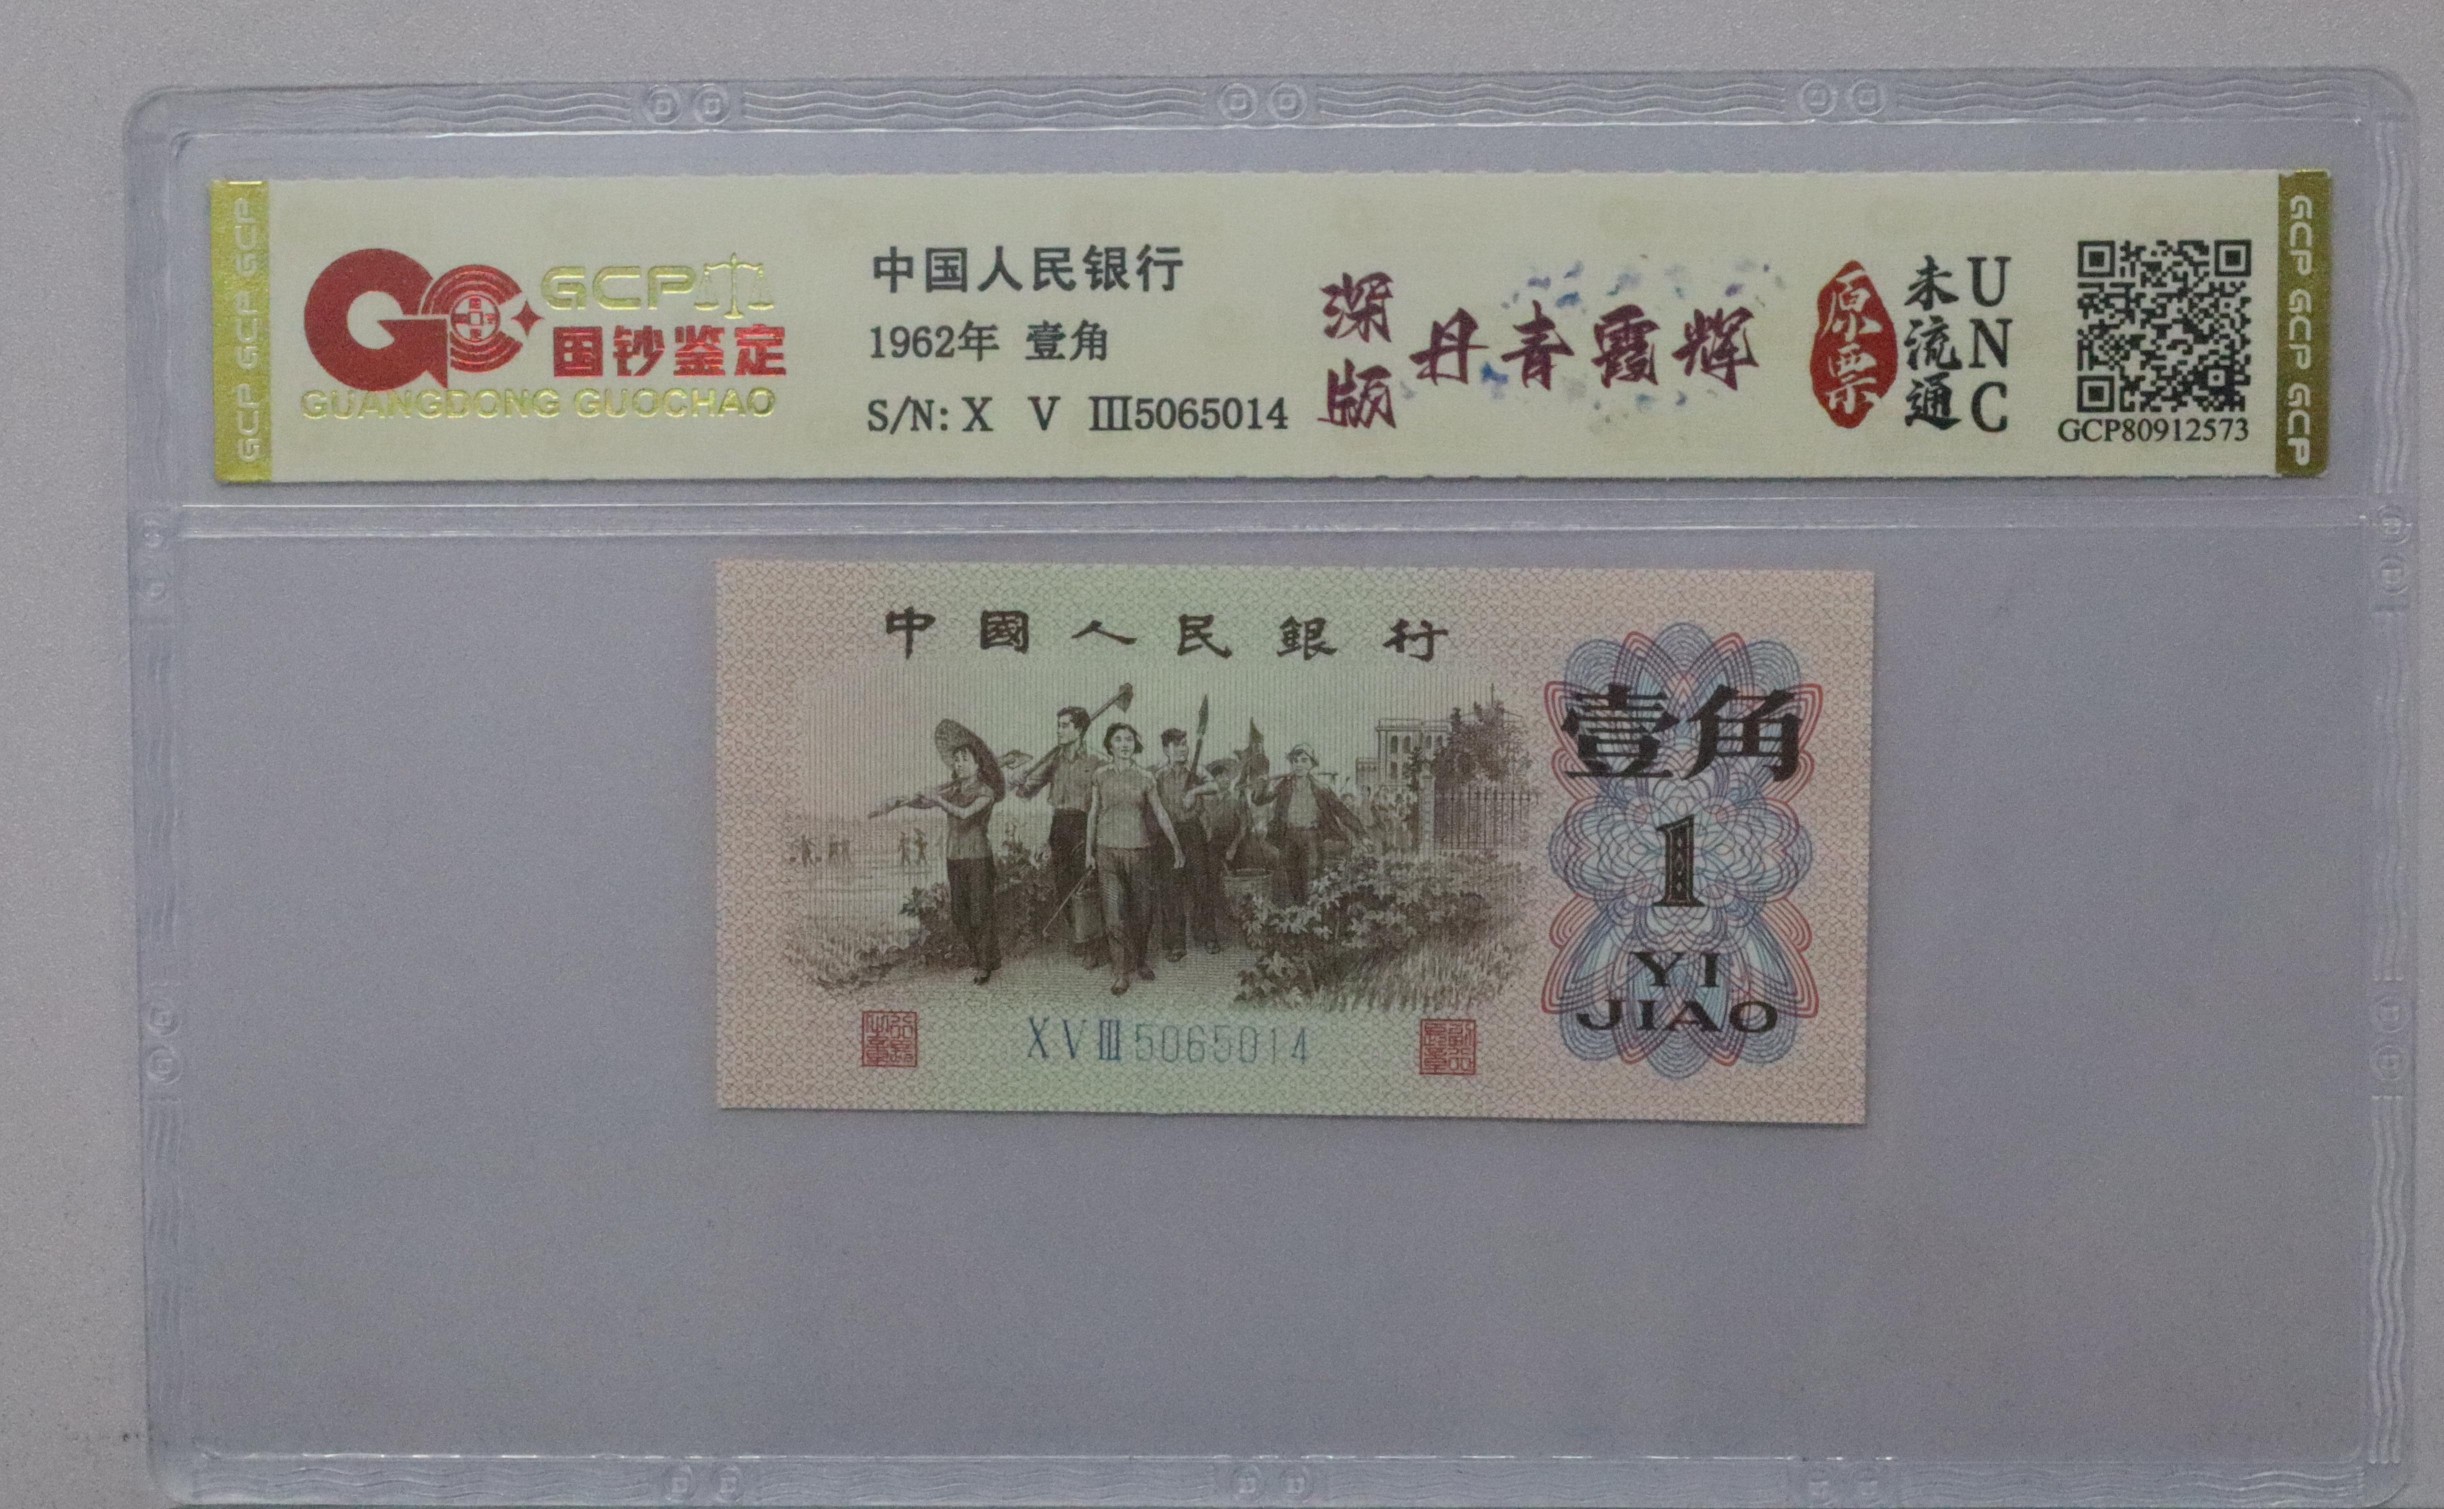 GCP GCP GCP
GCP
国钞鉴定
GUANGDONG GUOCHAO
中国人民银行
1962年 壹角
S/N: X V Ⅲ5065014
深版
丹青霞辉
原票
未流通
UNC
GCP80912573
GCP GCP GCP
中國人民銀行
壹角
1
YI
JIAO
X V Ⅲ 5065014